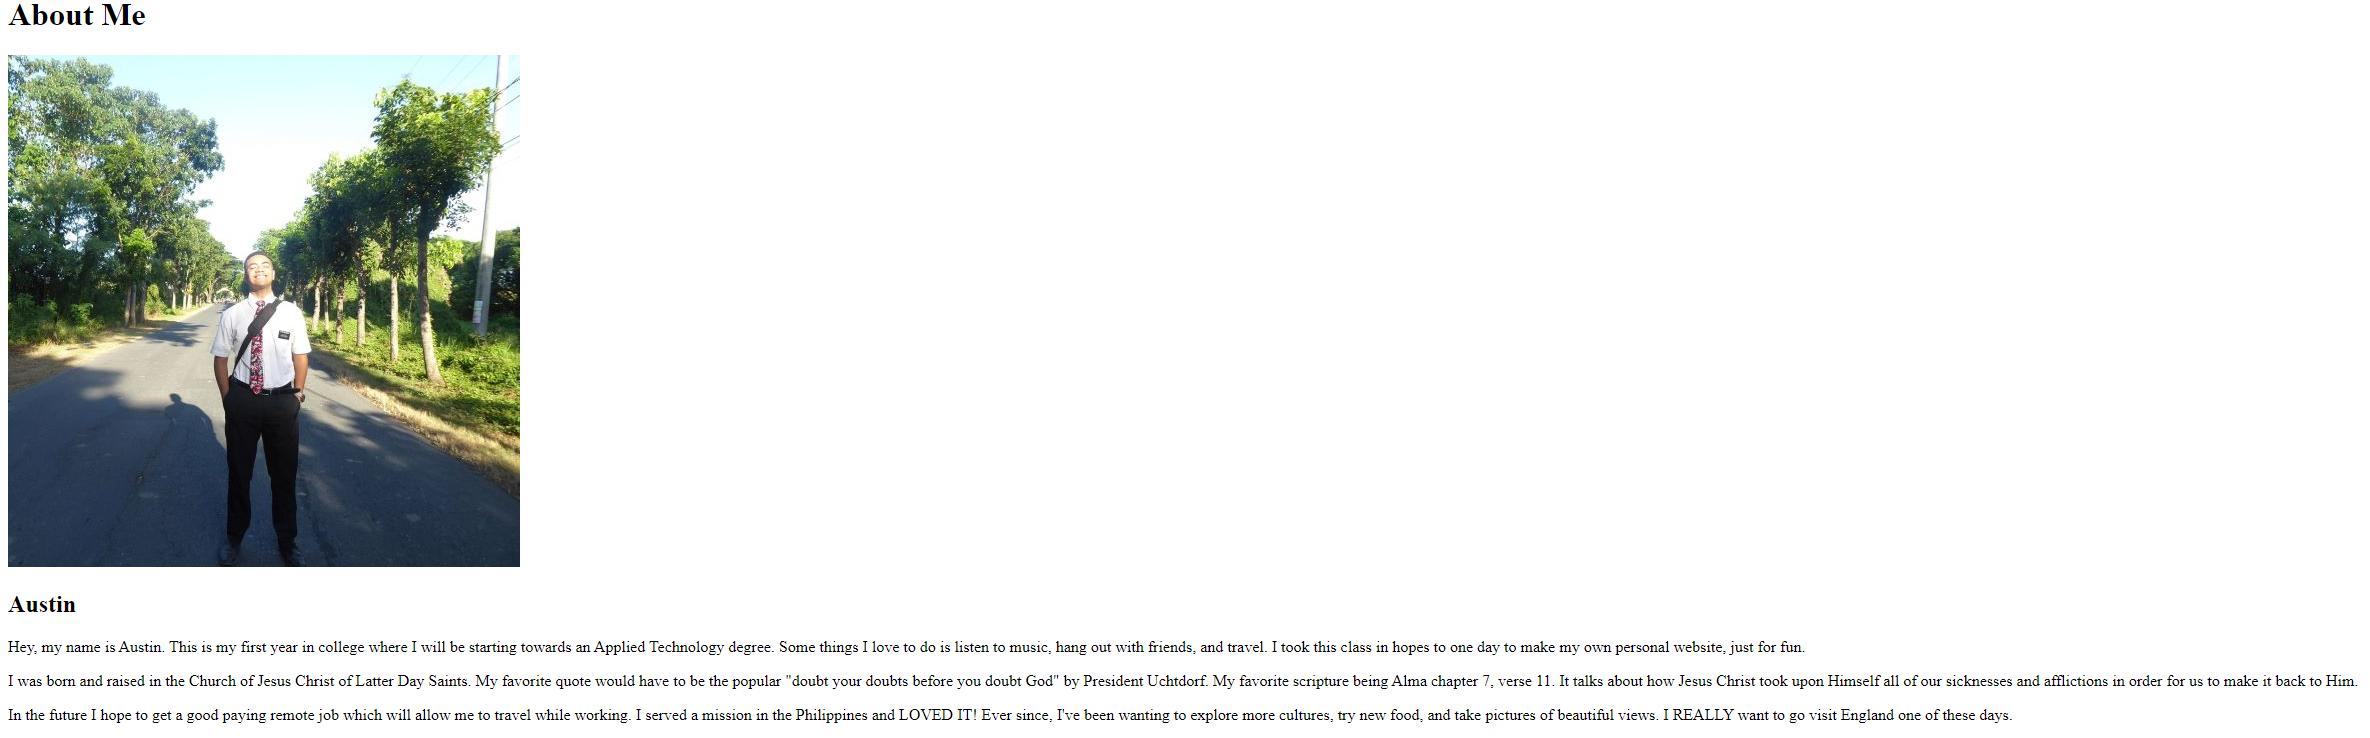 About Me
Austin
Hey, my name is Austin. This is my first year in college where I will be starting towards an Applied Technology degree. Some things I love to do is listen to music, hang out with friends, and travel. I took this class in hopes to one day to make my own personal website, just for fun.
I was born and raised in the Church of Jesus Christ of Latter Day Saints. My favorite quote would have to be the popular "doubt your doubts before you doubt God" by President Uchtdorf. My favorite scripture being Alma chapter 7, verse 11. It talks about how Jesus Christ took upon Himself all of our sicknesses and afflictions in order for us to make it back to Him.
In the future I hope to get a good paying remote job which will allow me to travel while working. I served a mission in the Philippines and LOVED IT! Ever since, I've been wanting to explore more cultures, try new food, and take pictures of beautiful views. I REALLY want to go visit England one of these days.